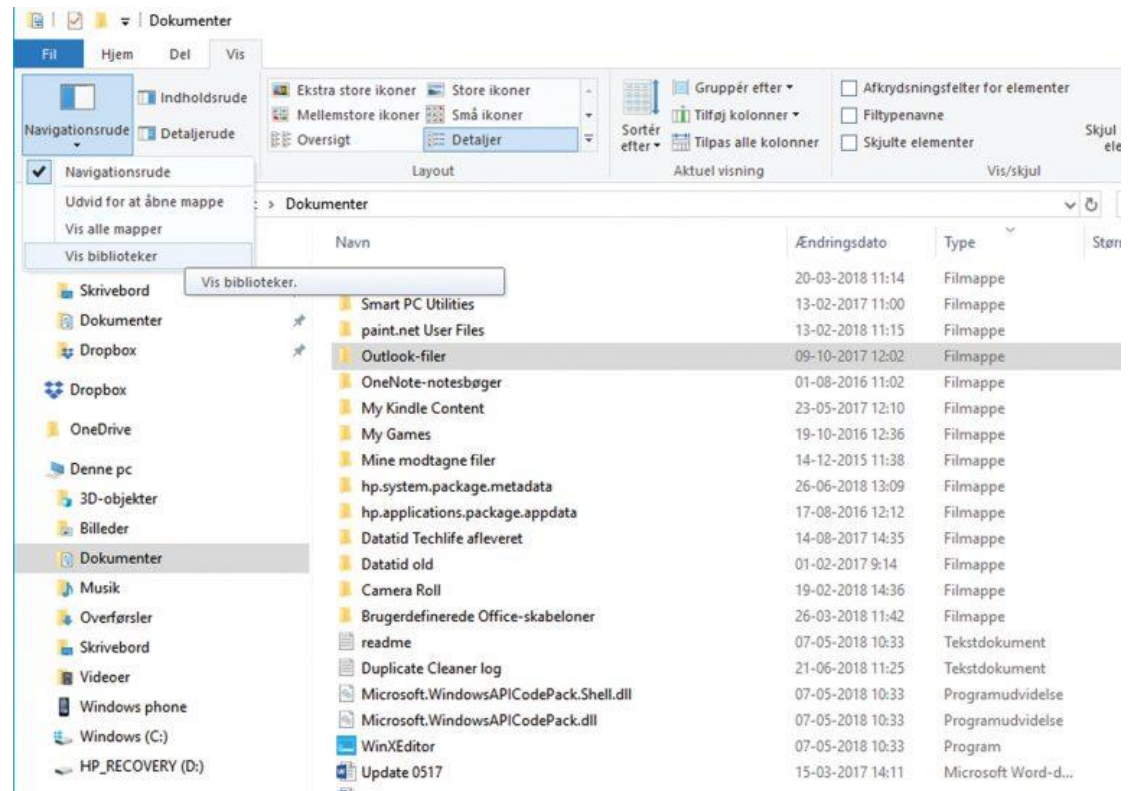 Dokumenter
Fil Hjem Del Vis
Navigationsrude
Indholdsrude
Detaljerude
Ekstra store ikoner Store ikoner
Mellemstore ikoner Små ikoner
Oversigt Detaljer
Layout
Sortér efter
Gruppér efter
Tilføj kolonner
Tilpas alle kolonner
Aktuel visning
Afkrydsningsfelter for elementer
Filtypenavne
Skjulte elementer
Skjul
Vis/skjul
Navigationsrude
Udvid for at åbne mappe
Vis alle mapper
Vis biblioteker
Vis biblioteker.
> Dokumenter
Skrivebord
Dokumenter
Dropbox
Dropbox
OneDrive
Denne pc
3D-objekter
Billeder
Dokumenter
Musik
Overførsler
Skrivebord
Videoer
Windows phone
Windows (C:)
HP_RECOVERY (D:)
Navn Ændringsdato Type
20-03-2018 11:14 Filmappe
Smart PC Utilities 13-02-2017 11:00 Filmappe
paint.net User Files 13-02-2018 11:15 Filmappe
Outlook-filer 09-10-2017 12:02 Filmappe
OneNote-notesbøger 01-08-2016 11:02 Filmappe
My Kindle Content 23-05-2017 12:10 Filmappe
My Games 19-10-2016 12:36 Filmappe
Mine modtagne filer 14-12-2015 11:38 Filmappe
hp.system.package.metadata 26-06-2018 13:09 Filmappe
hp.applications.package.appdata 17-08-2016 12:12 Filmappe
Datatid Techlife afleveret 14-08-2017 14:35 Filmappe
Datatid old 01-02-2017 9:14 Filmappe
Camera Roll 19-02-2018 14:36 Filmappe
Brugerdefinerede Office-skabeloner 26-03-2018 11:42 Filmappe
readme 07-05-2018 10:33 Tekstdokument
Duplicate Cleaner log 21-06-2018 11:25 Tekstdokument
Microsoft.WindowsAPICodePack.Shell.dll 07-05-2018 10:33 Programudvidelse
Microsoft.WindowsAPICodePack.dll 07-05-2018 10:33 Programudvidelse
WinXEditor 07-05-2018 10:33 Program
Update 0517 15-03-2017 14:11 Microsoft Word-d...